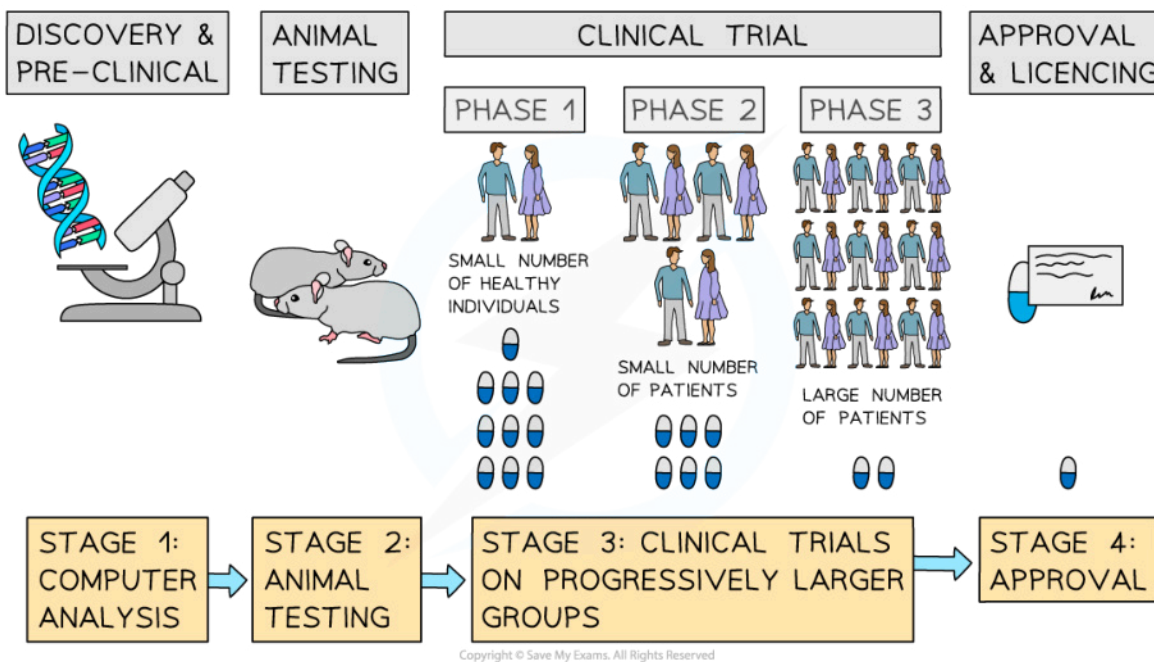 DISCOVERY &
PRE-CLINICAL
ANIMAL
TESTING
CLINICAL TRIAL
APPROVAL
& LICENCING
PHASE 1
PHASE 2
PHASE 3
SMALL NUMBER
OF HEALTHY
INDIVIDUALS
SMALL NUMBER
OF PATIENTS
LARGE NUMBER
OF PATIENTS
STAGE 1:
COMPUTER
ANALYSIS
STAGE 2:
ANIMAL
TESTING
STAGE 3: CLINICAL TRIALS
ON PROGRESSIVELY LARGER
GROUPS
STAGE 4:
APPROVAL
Copyright © Save My Exams. All Rights Reserved